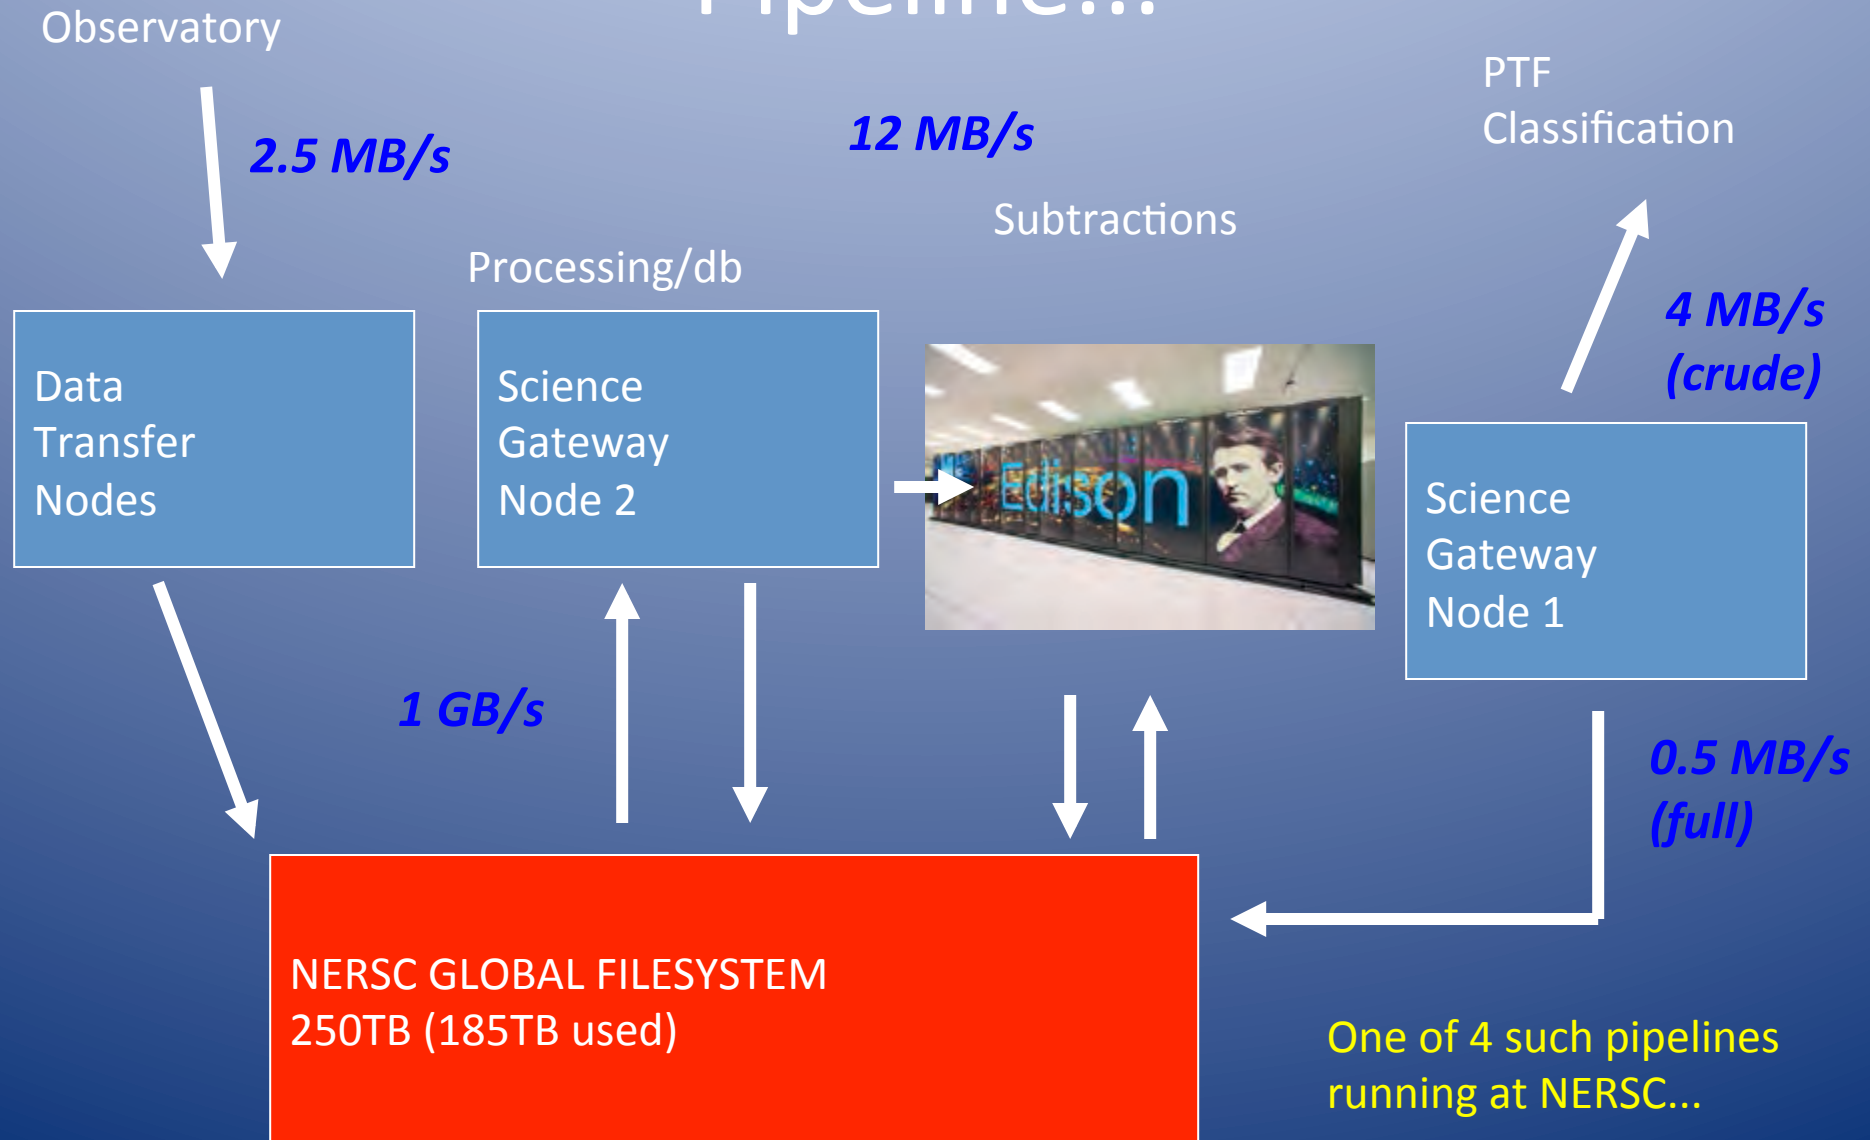 Pipeline...
Observatory
PTF
Classification
2.5 MB/s
12 MB/s
Subtractions
Processing/db
4 MB/s
(crude)
Data
Transfer
Nodes
Science
Gateway
Node 2
Edison
Science
Gateway
Node 1
1 GB/s
0.5 MB/s
(full)
NERSC GLOBAL FILESYSTEM
250TB (185TB used)
One of 4 such pipelines
running at NERSC...